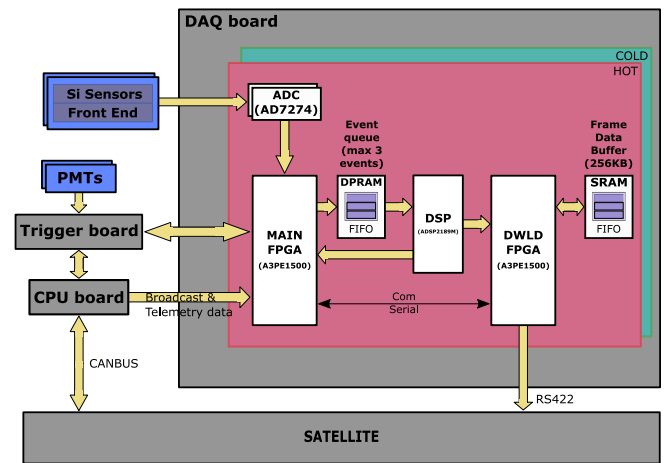 DAQ board
COLD
HOT
Si Sensors
Front End
ADC
(AD7274)
Event
queue
(max 3
events)
Frame
Data
Buffer
(256KB)
PMTs
DPRAM
FIFO
SRAM
FIFO
Trigger board
MAIN
FPGA
(A3PE1500)
DSP
(ADSP2189M)
DWLD
FPGA
(A3PE1500)
CPU board
Broadcast &
Telemetry data
Com
Serial
CANBUS
RS422
SATELLITE